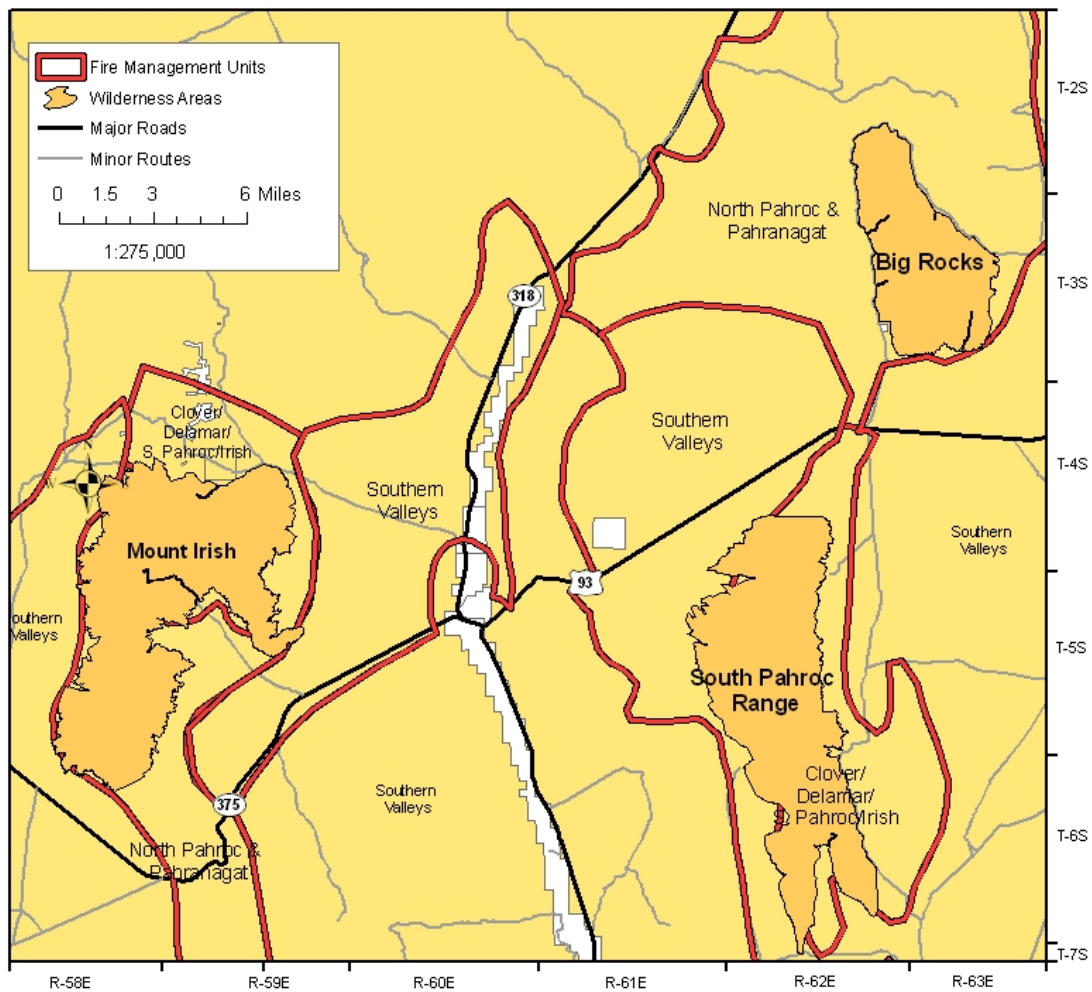 Fire Management Units
Wilderness Areas
Major Roads
Minor Routes
0 1.5 3 6 Miles
1:275,000
T-2S
North Pahroc &
Pahranagat
Big Rocks
T-3S
318
Clover/
Delamar/
S. Pahroc/Irish
Southern
Valleys
T-4S
N
W
Southern
Valleys
Mount Irish
Southern
Valleys
93
outhern
Valleys
T-5S
South Pahroc
Range
Clover/
Delamar/
S. Pahroc/Irish
Southern
Valleys
375
T-6S
North Pahroc &
Pahranagat
T-7S
R-58E R-59E R-60E R-61E R-62E R-63E